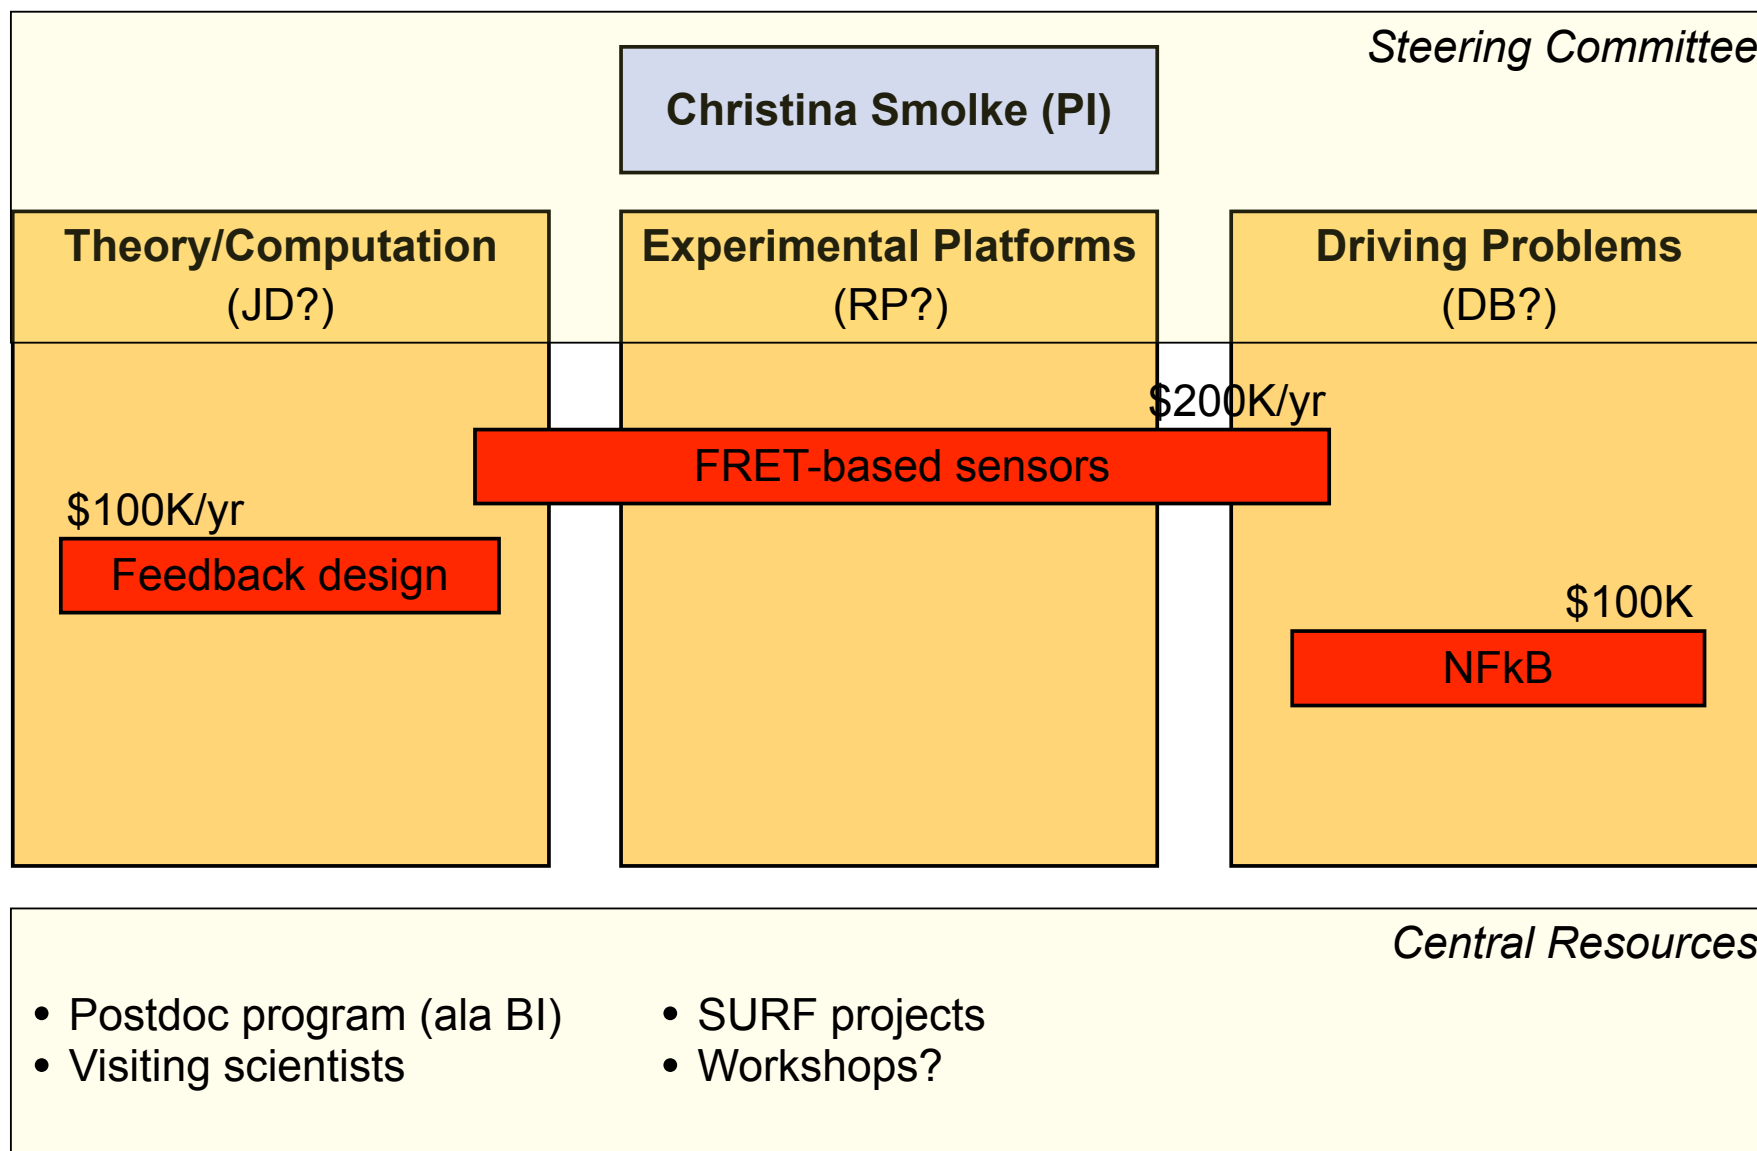 Steering Committee
Christina Smolke (PI)
Theory/Computation
(JD?)
Experimental Platforms
(RP?)
Driving Problems
(DB?)
$200K/yr
FRET-based sensors
$100K/yr
Feedback design
$100K
NFkB
Central Resources
• Postdoc program (ala BI)
• Visiting scientists
• SURF projects
• Workshops?